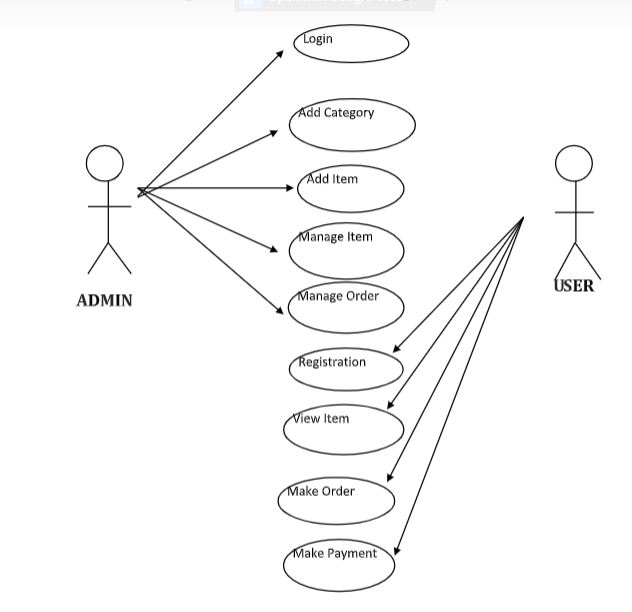 Login
Add Category
Add Item
Manage Item
ADMIN
USER
Manage Order
Registration
View Item
Make Order
Make Payment